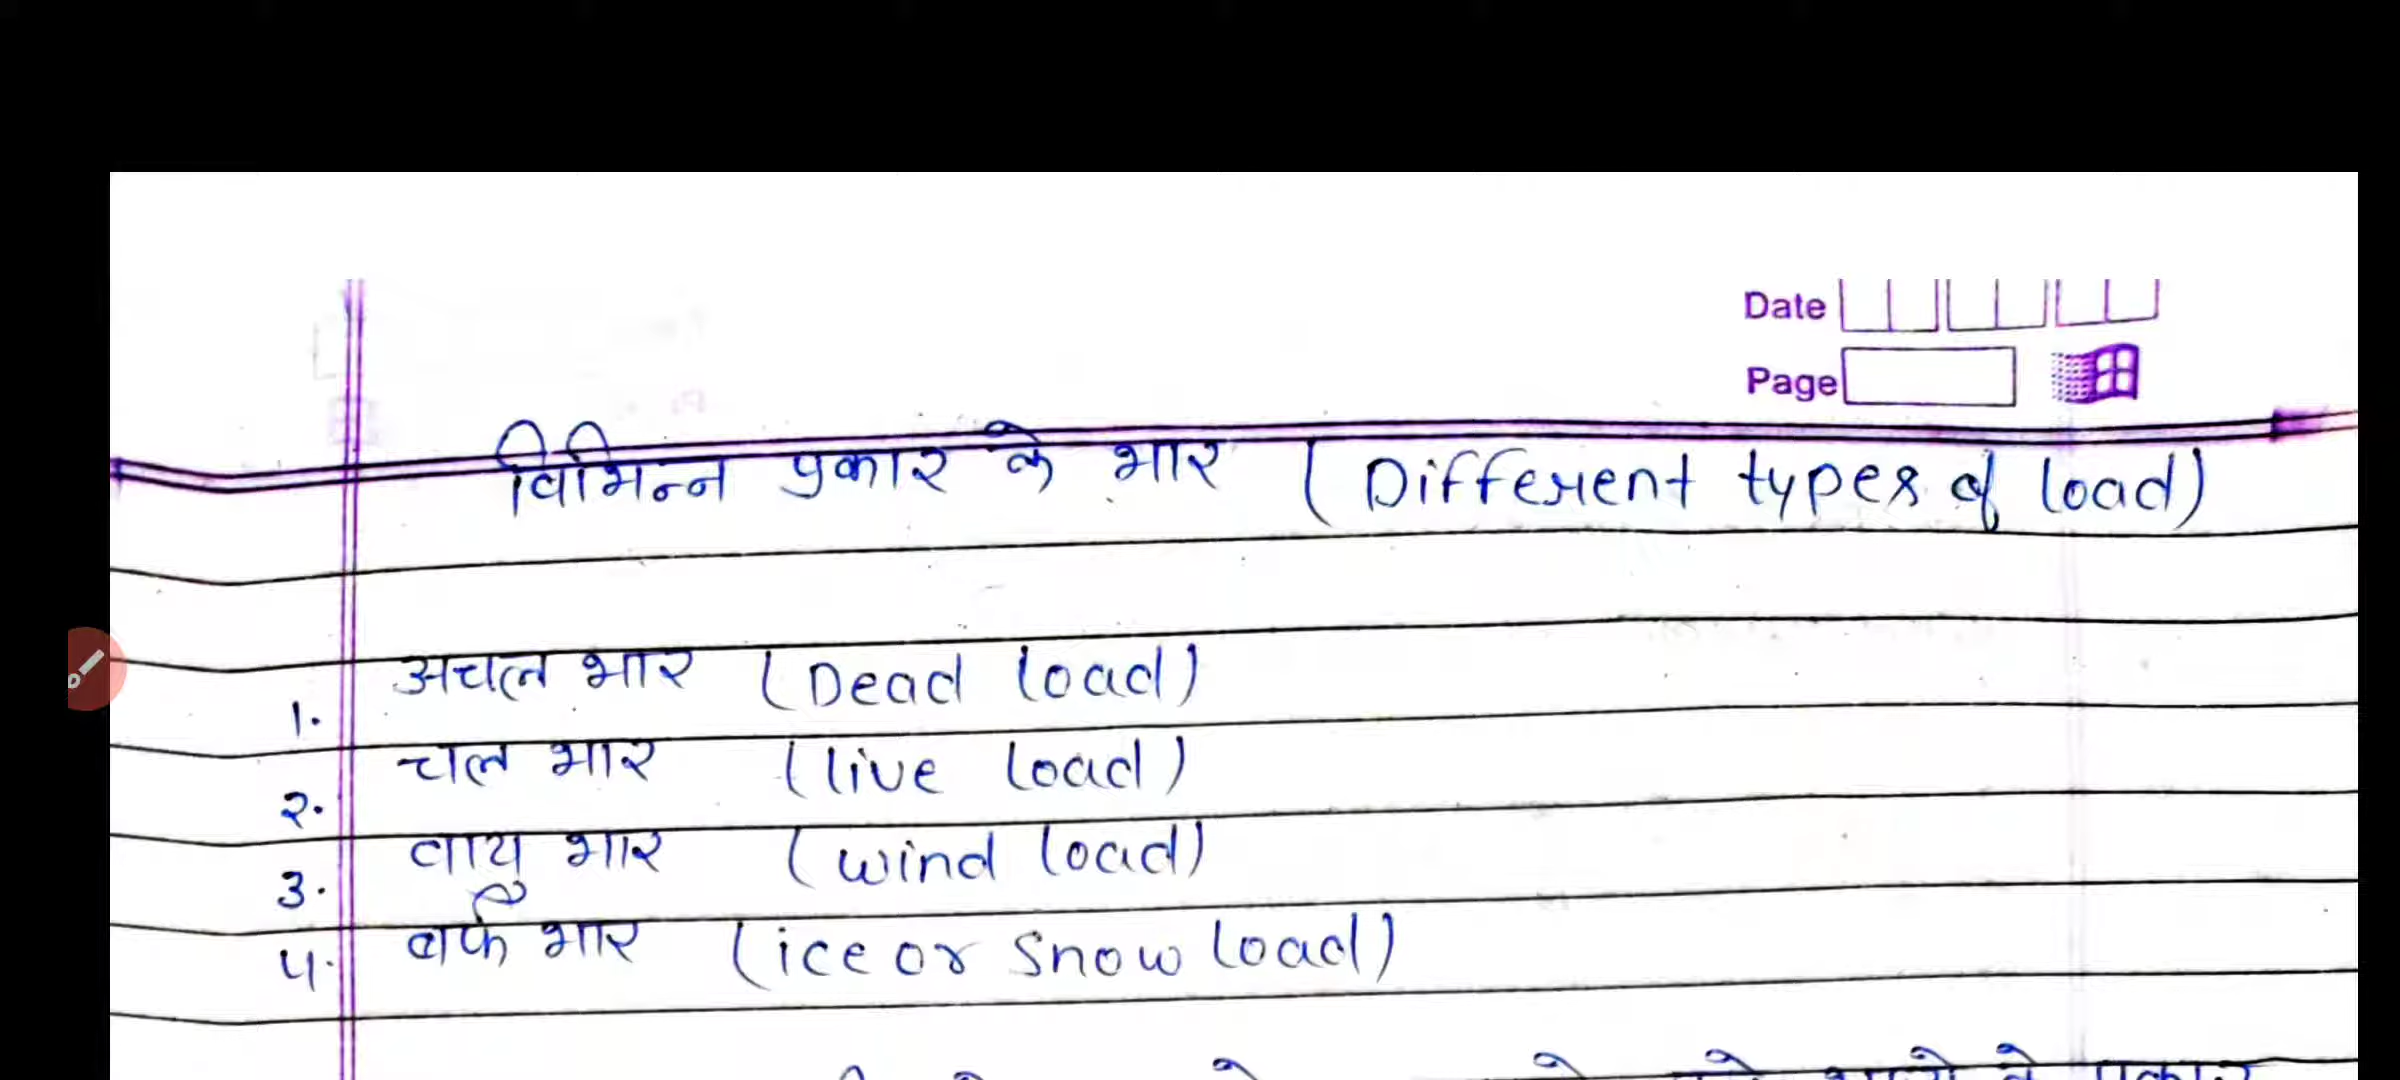 Date
Page
विभिन्न प्रकार के भार (Different types of load)
1. अचल भार (Dead load)
2. चल भार (live load)
3. वायु भार (wind load)
4. बर्फ भार (ice or snow load)